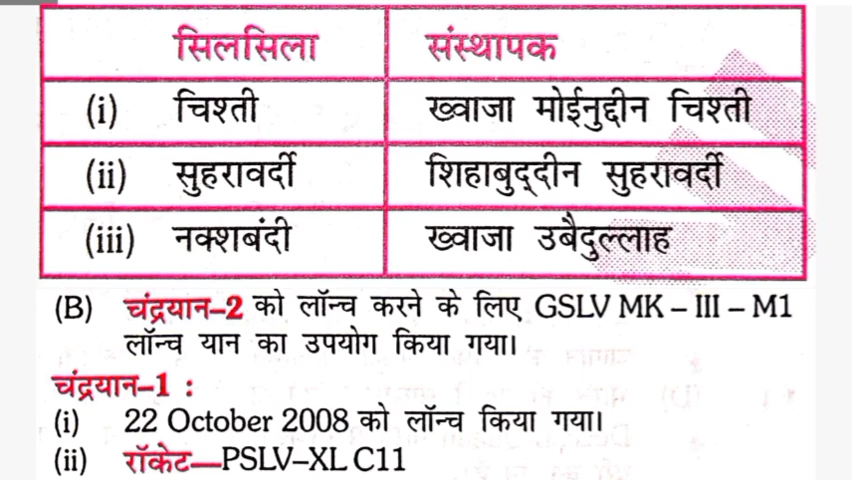 सिलसिला संस्थापक
(i) चिश्ती ख्वाजा मोईनुद्दीन चिश्ती
(ii) सुहरावर्दी शिहाबुद्‌दीन सुहरावर्दी
(iii) नक्शबंदी ख्वाजा उबैदुल्लाह
(B) चंद्रयान–2 को लॉन्च करने के लिए GSLV MK – III – M1
लॉन्च यान का उपयोग किया गया।
चंद्रयान–1 :
(i) 22 October 2008 को लॉन्च किया गया।
(ii) रॉकेट—PSLV–XL C11